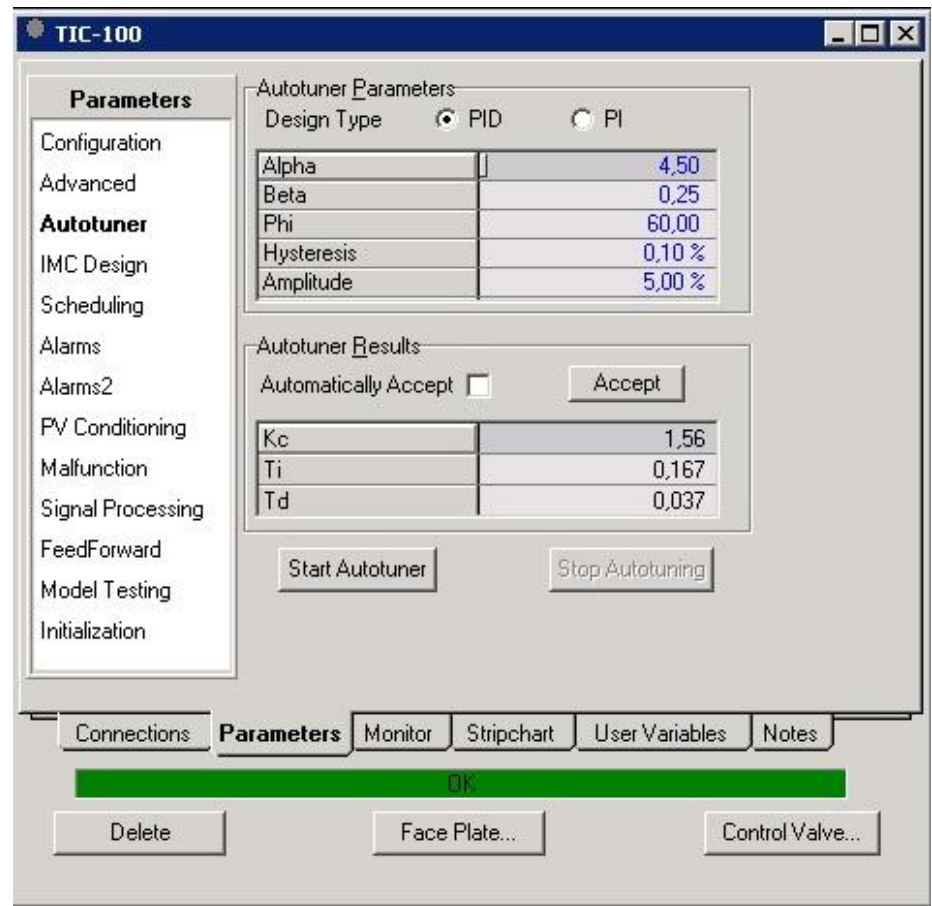 TIC-100
Parameters
Configuration
Advanced
Autotuner
IMC Design
Scheduling
Alarms
Alarms2
PV Conditioning
Malfunction
Signal Processing
FeedForward
Model Testing
Initialization
Autotuner Parameters
Design Type PID PI
Alpha 4,50
Beta 0,25
Phi 60,00
Hysteresis 0,10 %
Amplitude 5,00 %
Autotuner Results
Automatically Accept Accept
Kc 1,56
Ti 0,167
Td 0,037
Start Autotuner Stop Autotuning
Connections Parameters Monitor Stripchart User Variables Notes
OK
Delete Face Plate... Control Valve...